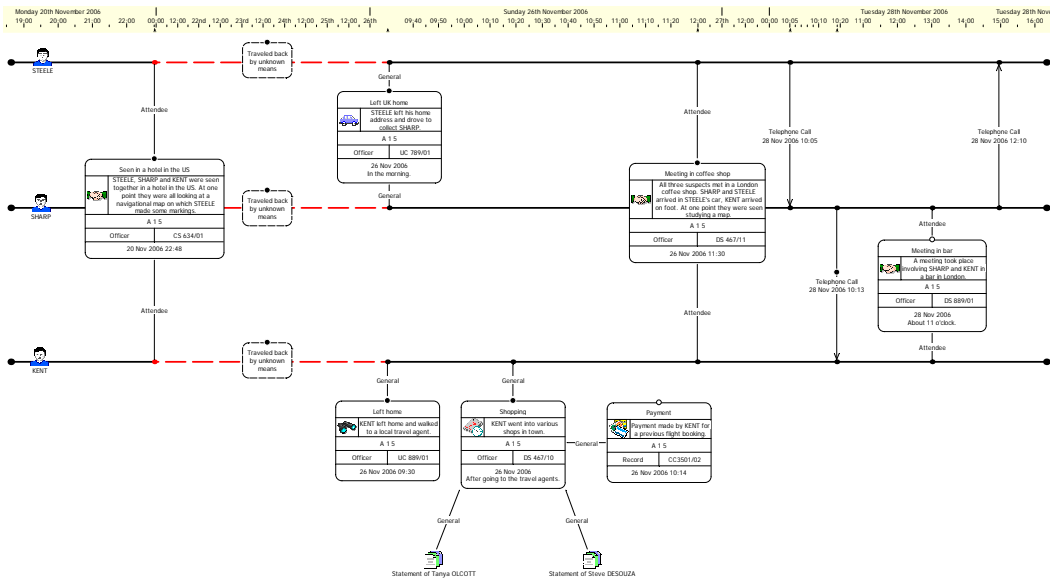 Monday 20th November 2006
Sunday 26th November 2006
Tuesday 28th November 2006
Tuesday 28th Nov
19:00 20:00 21:00 22:00 00:00 12:00 22nd 12:00 23rd 12:00 24th 12:00 25th 12:00 26th 09:40 09:50 10:00 10:10 10:20 10:30 10:40 10:50 11:00 11:10 11:20 11:30 27th 12:00 00:00 10:05 10:10 10:20 11:00 12:00 13:00 14:00 15:00 16:00
STEELE
Traveled back
by unknown
means
General
Attendee
Left UK home
STEELE left his home
address and drove to
collect SHARP.
A 1 5
Officer
UC 789/01
26 Nov 2006
In the morning.
General
Attendee
Telephone Call
28 Nov 2006 10:05
Telephone Call
28 Nov 2006 12:10
Seen in a hotel in the US
STEELE, SHARP and KENT were seen
together in a hotel in the US. At one
point they were all looking at a
navigational map on which STEELE
made some markings.
A 1 5
Officer
CS 634/01
20 Nov 2006 22:48
SHARP
Traveled back
by unknown
means
Meeting in coffee shop
All three suspects met in a London
coffee shop. SHARP and STEELE
arrived in STEELE's car, KENT arrived
on foot. At one point they were seen
studying a map.
A 1 5
Officer
DS 467/11
26 Nov 2006 11:30
Attendee
Meeting in bar
A meeting took place
involving SHARP and KENT in
a bar in London.
A 1 5
Officer
DS 889/01
28 Nov 2006
About 11 o'clock.
Telephone Call
28 Nov 2006 10:13
Attendee
Attendee
Attendee
KENT
Traveled back
by unknown
means
General
General
Left home
KENT left home and walked
to a local travel agent.
A 1 5
Officer
UC 889/01
26 Nov 2006 09:30
Shopping
KENT went into various
shops in town.
A 1 5
Officer
DS 467/10
26 Nov 2006
After going to the travel agents.
General
Payment
Payment made by KENT for
a previous flight booking.
A 1 5
Record
CC3501/02
26 Nov 2006 10:14
General
General
Statement of Tanya OLCOTT
Statement of Steve DESOUZA